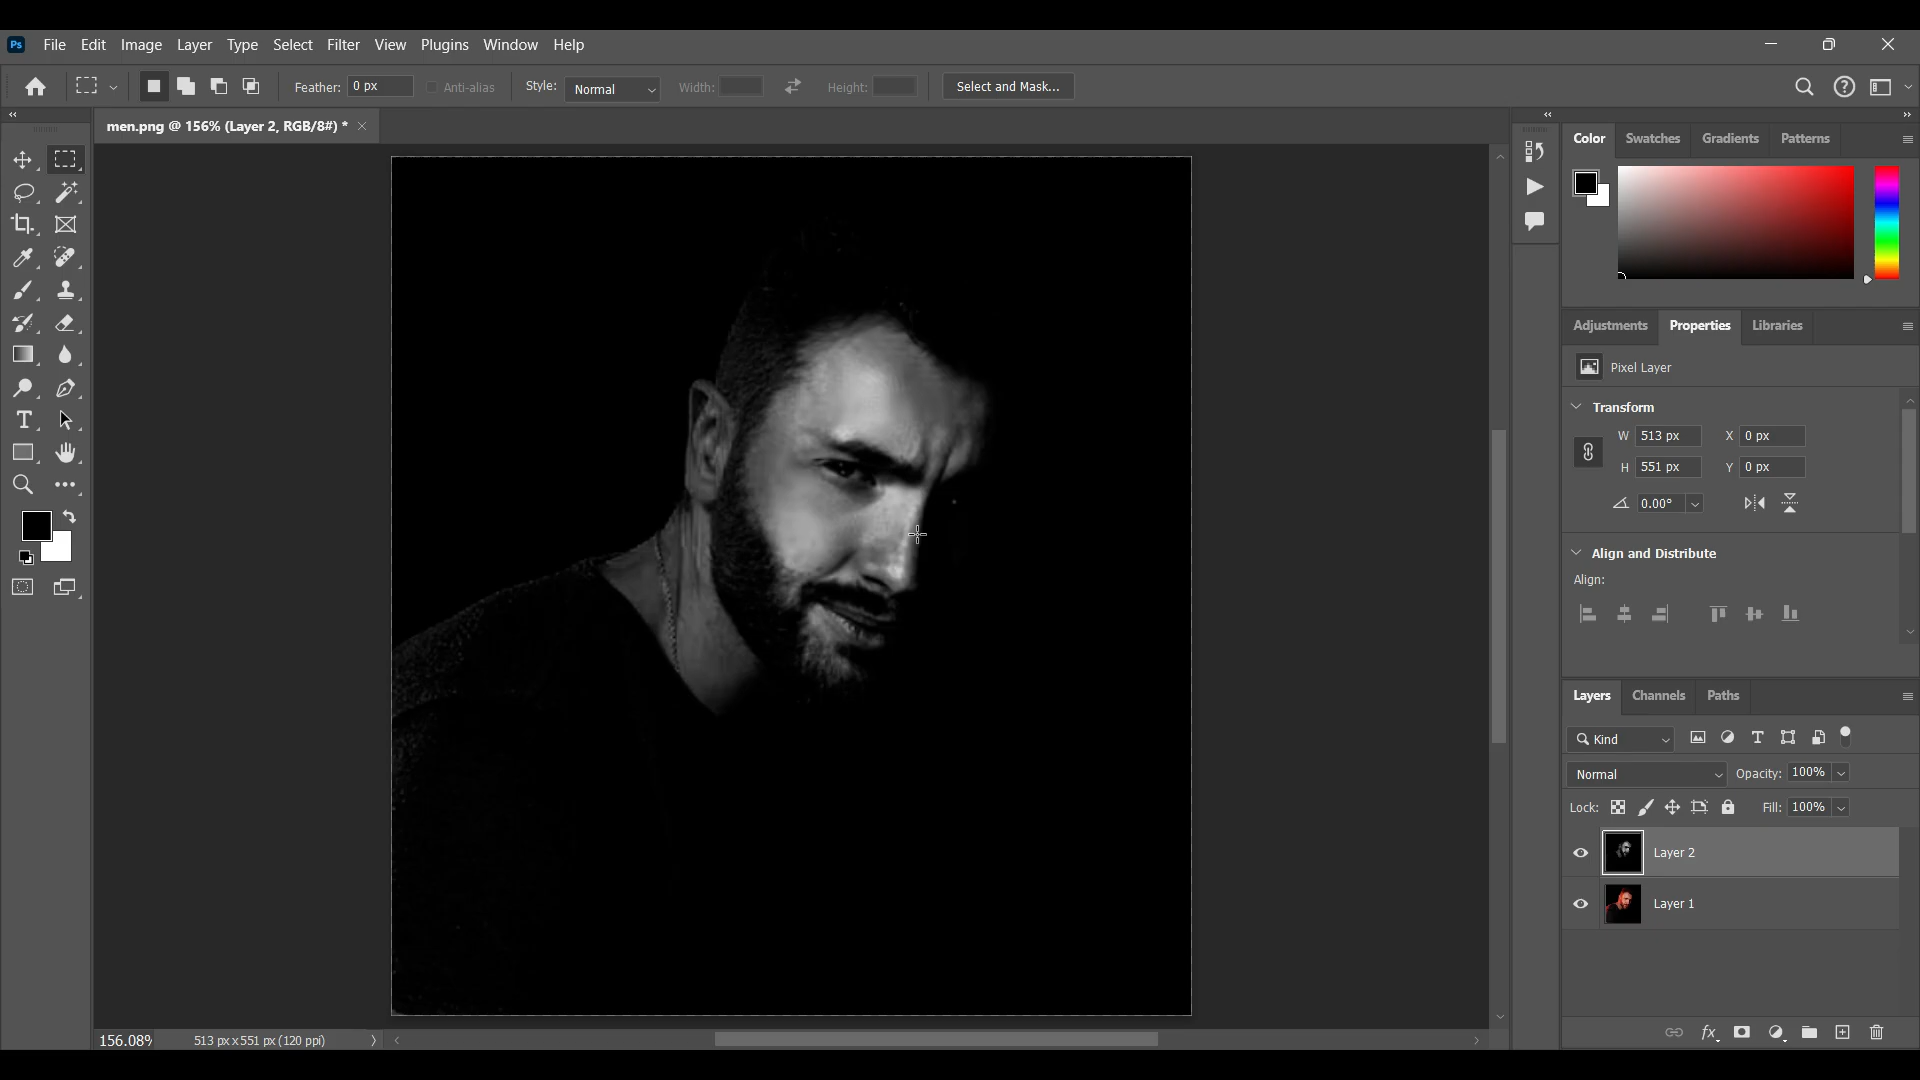 Ps File Edit Image Layer Type Select Filter View Plugins Window Help
Feather: 0 px Anti-alias Style: Normal Width: Height: Select and Mask...
men.png @ 156% (Layer 2, RGB/8#) *
Color Swatches Gradients Patterns
Adjustments Properties Libraries
Pixel Layer
Transform
W 513 px X 0 px
H 551 px Y 0 px
0.00°
Align and Distribute
Align:
Layers Channels Paths
Kind
Normal Opacity: 100%
Lock: Fill: 100%
Layer 2
Layer 1
156.08%
513 px x 551 px (120 ppi)